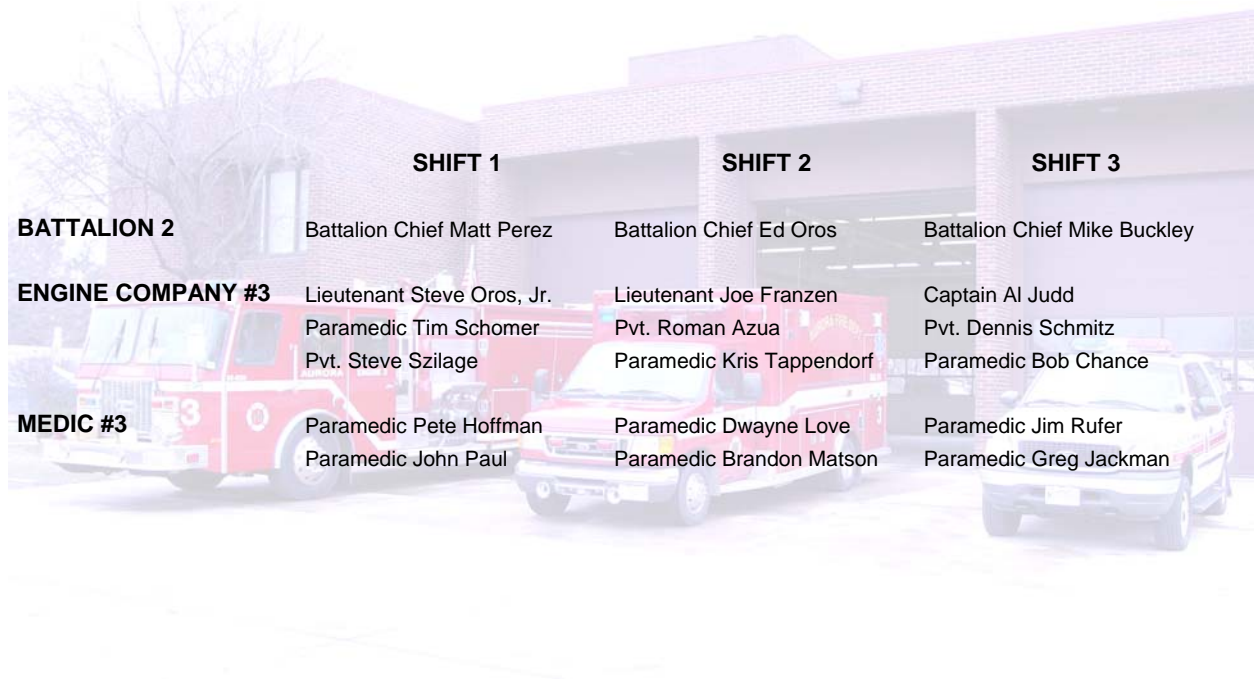 SHIFT 1 SHIFT 2 SHIFT 3
BATTALION 2 Battalion Chief Matt Perez Battalion Chief Ed Oros Battalion Chief Mike Buckley
ENGINE COMPANY #3 Lieutenant Steve Oros, Jr. Lieutenant Joe Franzen Captain Al Judd
Paramedic Tim Schomer Pvt. Roman Azua Pvt. Dennis Schmitz
Pvt. Steve Szilage Paramedic Kris Tappendorf Paramedic Bob Chance
MEDIC #3 Paramedic Pete Hoffman Paramedic Dwayne Love Paramedic Jim Rufer
Paramedic John Paul Paramedic Brandon Matson Paramedic Greg Jackman
3
3